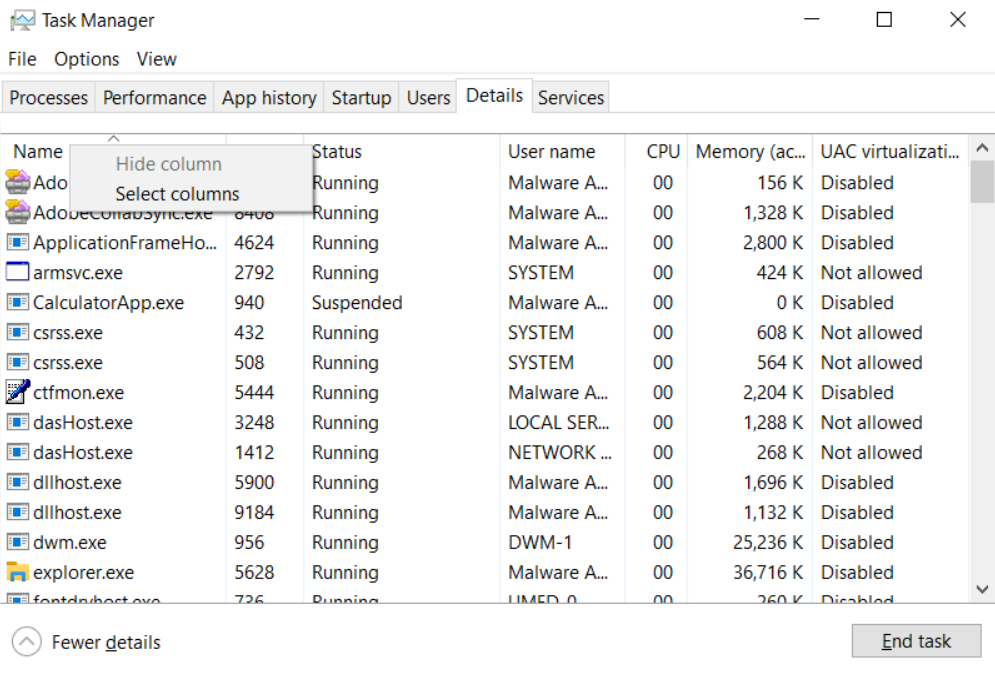 Task Manager
File Options View
Processes Performance App history Startup Users Details Services
Name Status User name CPU Memory (ac... UAC virtualizati...
Hide column
Select columns
Ado Running Malware A... 00 156 K Disabled
AdobeCollabSync.exe 8408 Running Malware A... 00 1,328 K Disabled
ApplicationFrameHo... 4624 Running Malware A... 00 2,800 K Disabled
armsvc.exe 2792 Running SYSTEM 00 424 K Not allowed
CalculatorApp.exe 940 Suspended Malware A... 00 0 K Disabled
csrss.exe 432 Running SYSTEM 00 608 K Not allowed
csrss.exe 508 Running SYSTEM 00 564 K Not allowed
ctfmon.exe 5444 Running Malware A... 00 2,204 K Disabled
dasHost.exe 3248 Running LOCAL SER... 00 1,288 K Not allowed
dasHost.exe 1412 Running NETWORK ... 00 268 K Not allowed
dllhost.exe 5900 Running Malware A... 00 1,696 K Disabled
dllhost.exe 9184 Running Malware A... 00 1,132 K Disabled
dwm.exe 956 Running DWM-1 00 25,236 K Disabled
explorer.exe 5628 Running Malware A... 00 36,716 K Disabled
fontdrvhost.exe 736 Running UMFD-0 00 260 K Disabled
Fewer details End task